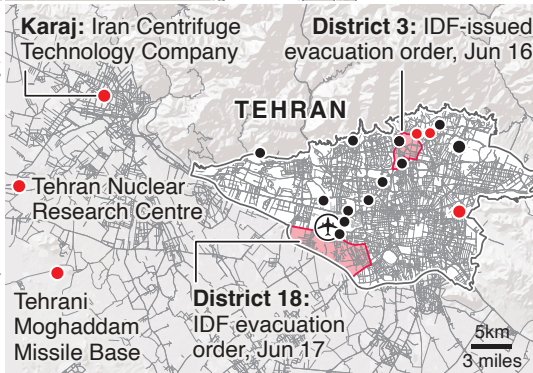 Karaj: Iran Centrifuge
Technology Company
District 3: IDF-issued
evacuation order, Jun 16
TEHRAN
Tehran Nuclear
Research Centre
Tehrani
Moghaddam
Missile Base
District 18:
IDF evacuation
order, Jun 17
5km
3 miles